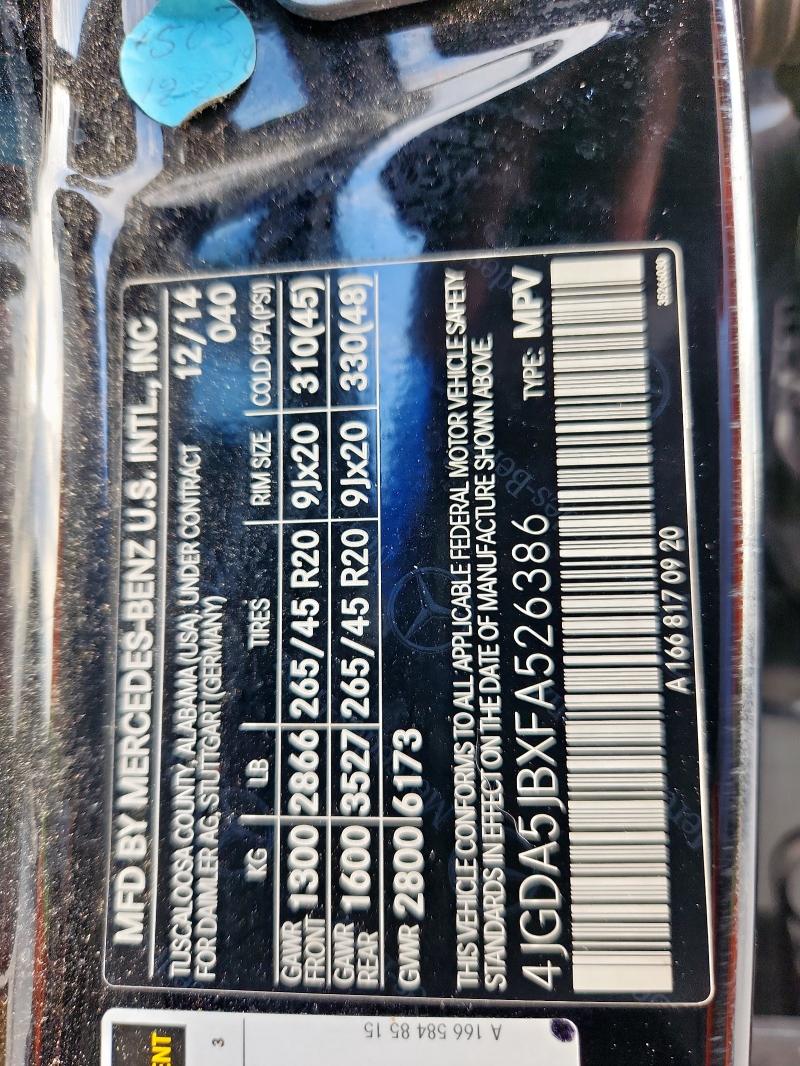 MFD BY MERCEDES-BENZ U.S. INTL., INC
TUSCALOOSA COUNTY, ALABAMA (USA) UNDER CONTRACT 12/14
FOR DAIMLER AG, STUTTGART (GERMANY) 040
KG LB TIRES RIM SIZE COLD KPA(PSI)
GAWR FRONT 1300 2866 265/45 R20 9Jx20 310(45)
GAWR REAR 1600 3527 265/45 R20 9Jx20 330(48)
GVWR 2800 6173
THIS VEHICLE CONFORMS TO ALL APPLICABLE FEDERAL MOTOR VEHICLE SAFETY
STANDARDS IN EFFECT ON THE DATE OF MANUFACTURE SHOWN ABOVE.
4JGDA5JBXFA526386 TYPE: MPV
A 166 817 09 20
35264030
A 166 584 85 15
3